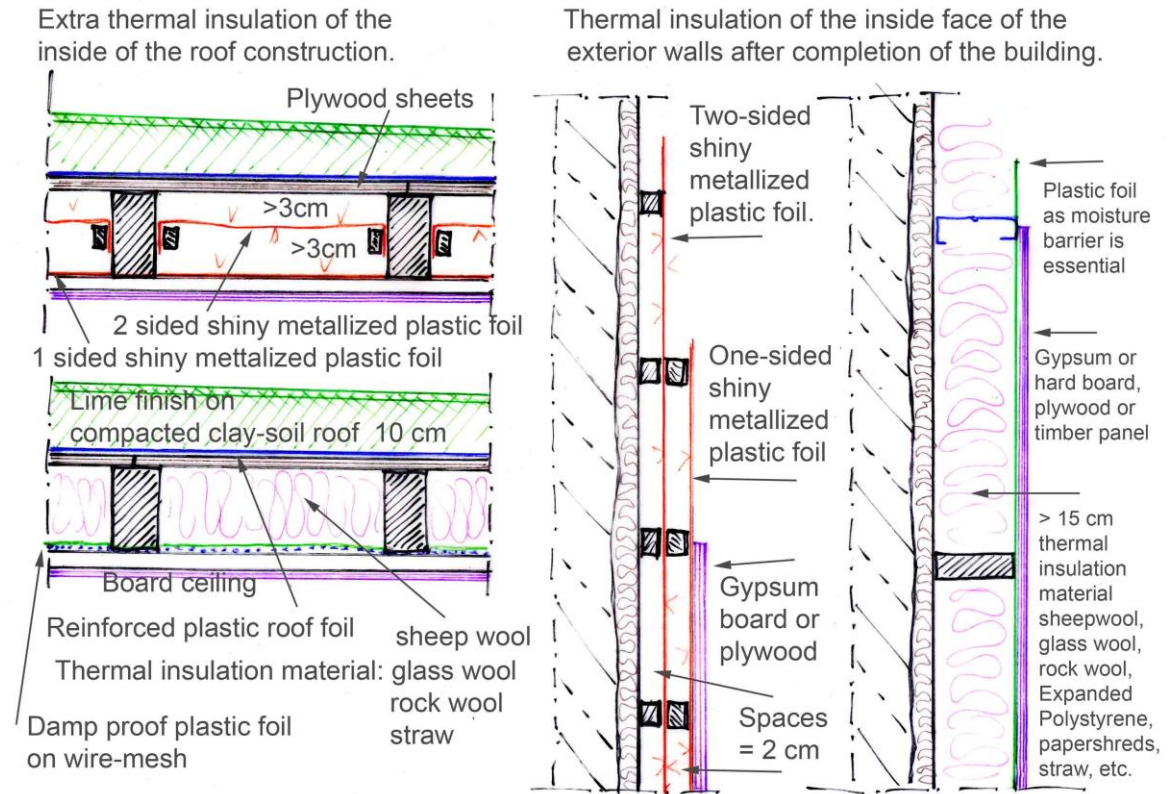 Extra thermal insulation of the
inside of the roof construction.
Plywood sheets
>3cm
>3cm
2 sided shiny metallized plastic foil
1 sided shiny mettalized plastic foil
Lime finish on
compacted clay-soil roof 10 cm
Board ceiling
Reinforced plastic roof foil
Thermal insulation material:
sheep wool
glass wool
rock wool
straw
Damp proof plastic foil
on wire-mesh
Thermal insulation of the inside face of the
exterior walls after completion of the building.
Two-sided
shiny
metallized
plastic foil.
One-sided
shiny
metallized
plastic foil
Gypsum
board or
plywood
Spaces
= 2 cm
Plastic foil
as moisture
barrier is
essential
Gypsum or
hard board,
plywood or
timber panel
> 15 cm
thermal
insulation
material
sheepwool,
glass wool,
rock wool,
Expanded
Polystyrene,
papershreds,
straw, etc.